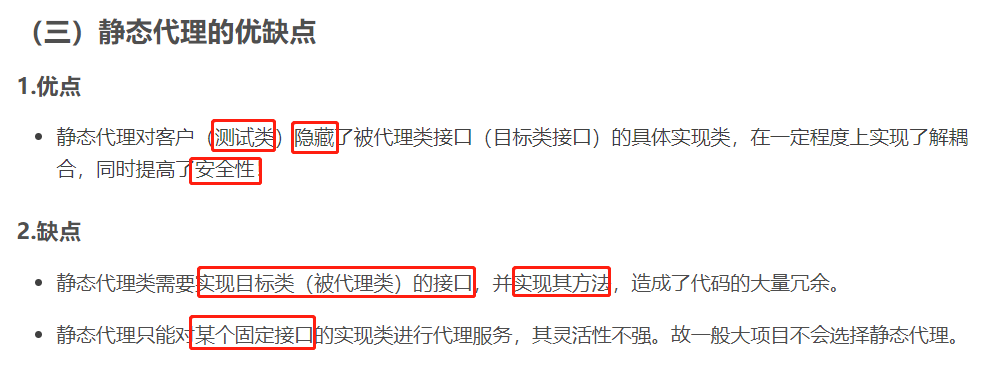 （三）静态代理的优缺点
1.优点
静态代理对客户（测试类）隐藏了被代理类接口（目标类接口）的具体实现类，在一定程度上实现了解耦
合，同时提高了安全性。
2.缺点
静态代理类需要实现目标类（被代理类）的接口，并实现其方法，造成了代码的大量冗余。
静态代理只能对某个固定接口的实现类进行代理服务，其灵活性不强。故一般大项目不会选择静态代理。